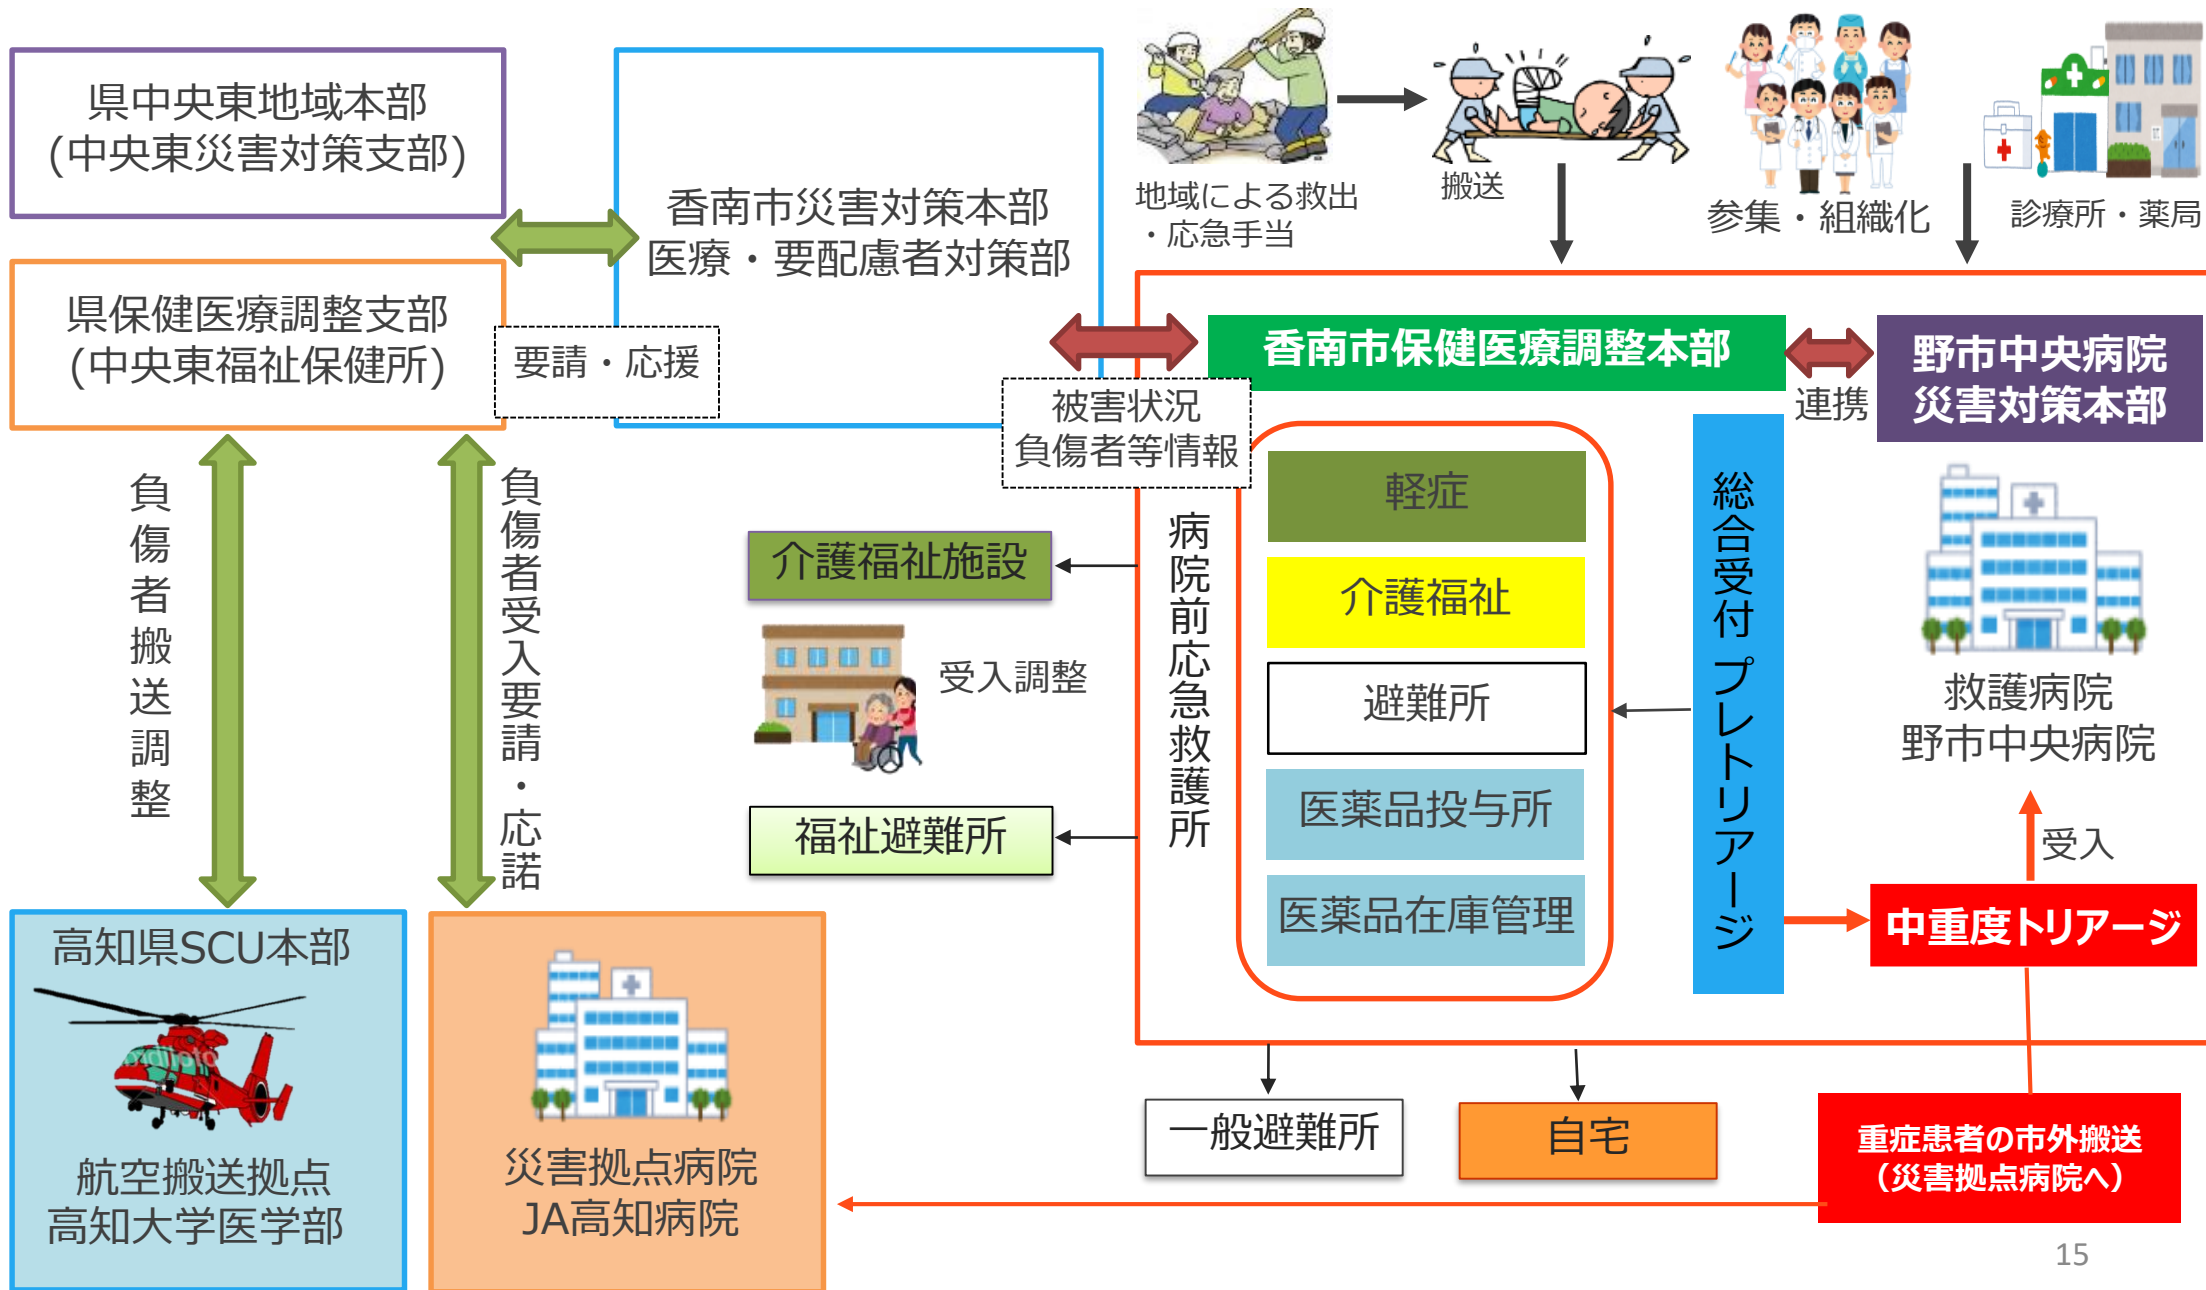 県中央東地域本部
(中央東災害対策支部)
県保健医療調整支部
(中央東福祉保健所)
要請・応援
香南市災害対策本部
医療・要配慮者対策部
地域による救出
・応急手当
搬送
参集・組織化
診療所・薬局
香南市保健医療調整本部
連携
野市中央病院
災害対策本部
被害状況
負傷者等情報
負傷者搬送調整
負傷者受入要請・応諾
介護福祉施設
受入調整
福祉避難所
病院前応急救護所
軽症
介護福祉
避難所
医薬品投与所
医薬品在庫管理
総合受付 プレトリアージ
救護病院
野市中央病院
受入
中重度トリアージ
高知県SCU本部
航空搬送拠点
高知大学医学部
災害拠点病院
JA高知病院
一般避難所
自宅
重症患者の市外搬送
（災害拠点病院へ）
15